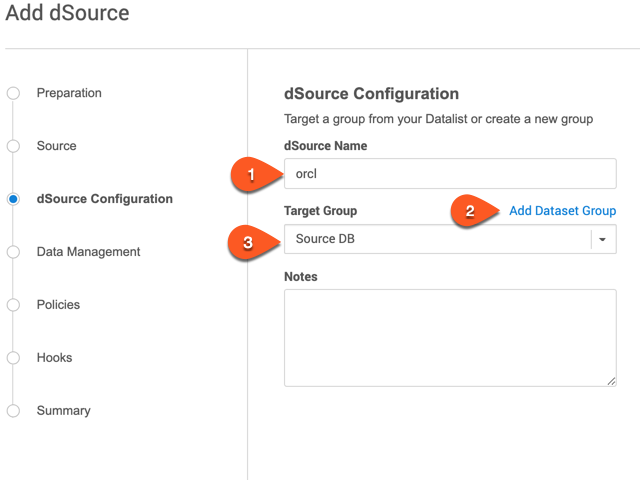 Add dSource
Preparation
Source
dSource Configuration
Data Management
Policies
Hooks
Summary
dSource Configuration
Target a group from your Datalist or create a new group
dSource Name
1
orcl
Target Group
2
Add Dataset Group
3
Source DB
Notes